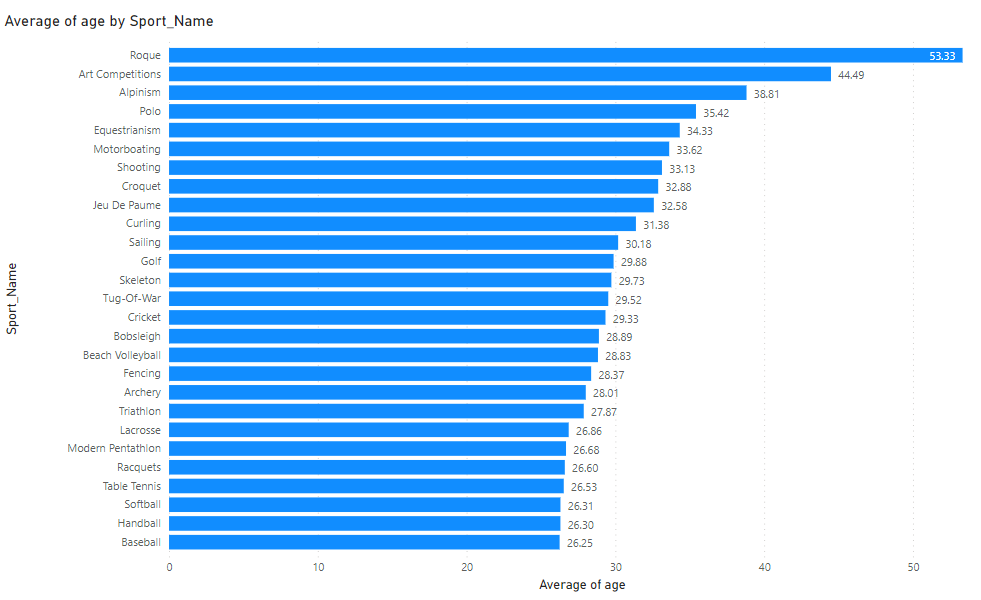 Average of age by Sport_Name
Sport_Name
Roque 53.33
Art Competitions 44.49
Alpinism 38.81
Polo 35.42
Equestrianism 34.33
Motorboating 33.62
Shooting 33.13
Croquet 32.88
Jeu De Paume 32.58
Curling 31.38
Sailing 30.18
Golf 29.88
Skeleton 29.73
Tug-Of-War 29.52
Cricket 29.33
Bobsleigh 28.89
Beach Volleyball 28.83
Fencing 28.37
Archery 28.01
Triathlon 27.87
Lacrosse 26.86
Modern Pentathlon 26.68
Racquets 26.60
Table Tennis 26.53
Softball 26.31
Handball 26.30
Baseball 26.25
0 10 20 30 40 50
Average of age